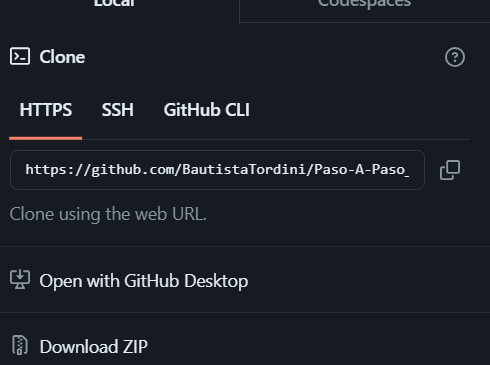 Local
Codespaces
Clone
HTTPS
SSH
GitHub CLI
https://github.com/BautistaTordini/Paso-A-Paso_
Clone using the web URL.
Open with GitHub Desktop
Download ZIP